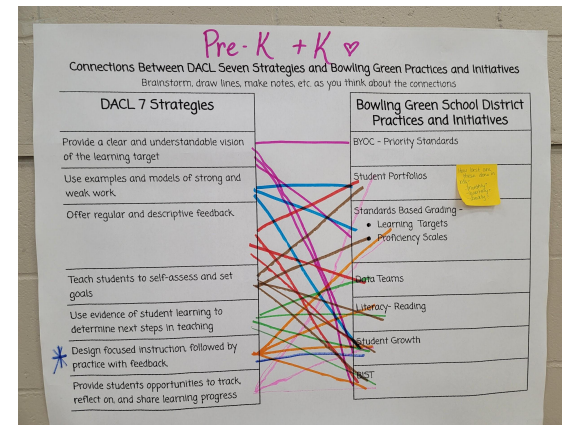 Pre-K + K ♡
Connections Between DACL Seven Strategies and Bowling Green Practices and Initiatives
Brainstorm, draw lines, make notes, etc. as you think about the connections
DACL 7 Strategies
Provide a clear and understandable vision
of the learning target
Use examples and models of strong and
weak work
Offer regular and descriptive feedback
Teach students to self-assess and set
goals
Use evidence of student learning to
determine next steps in teaching
Design focused instruction, followed by
practice with feedback
Provide students opportunities to track,
reflect on, and share learning progress
Bowling Green School District
Practices and Initiatives
BYOC - Priority Standards
Student Portfolios
Standards Based Grading -
• Learning Targets
• Proficiency Scales
Data Teams
Literacy- Reading
Student Growth
BIST